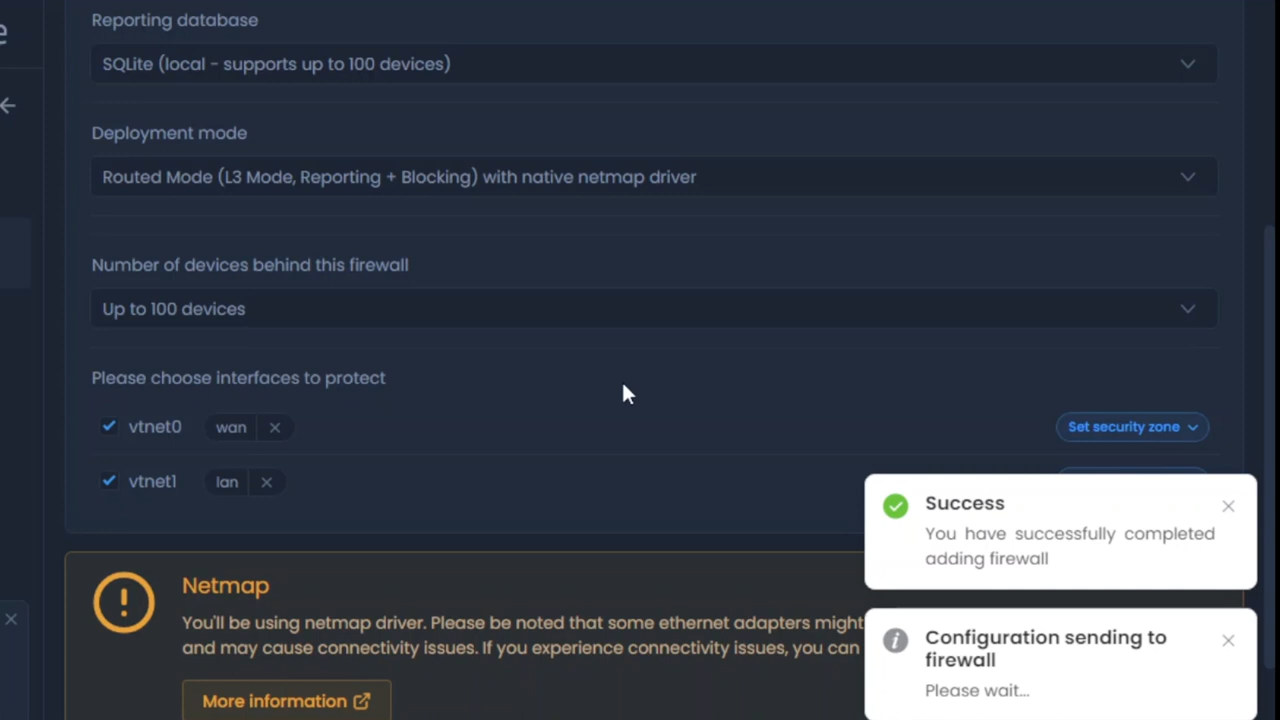 Reporting database
SQLite (local - supports up to 100 devices)
Deployment mode
Routed Mode (L3 Mode, Reporting + Blocking) with native netmap driver
Number of devices behind this firewall
Up to 100 devices
Please choose interfaces to protect
vtnet0 wan Set security zone
vtnet1 lan
Success
You have successfully completed
adding firewall
Netmap
You'll be using netmap driver. Please be noted that some ethernet adapters might
and may cause connectivity issues. If you experience connectivity issues, you can
More information
Configuration sending to
firewall
Please wait...